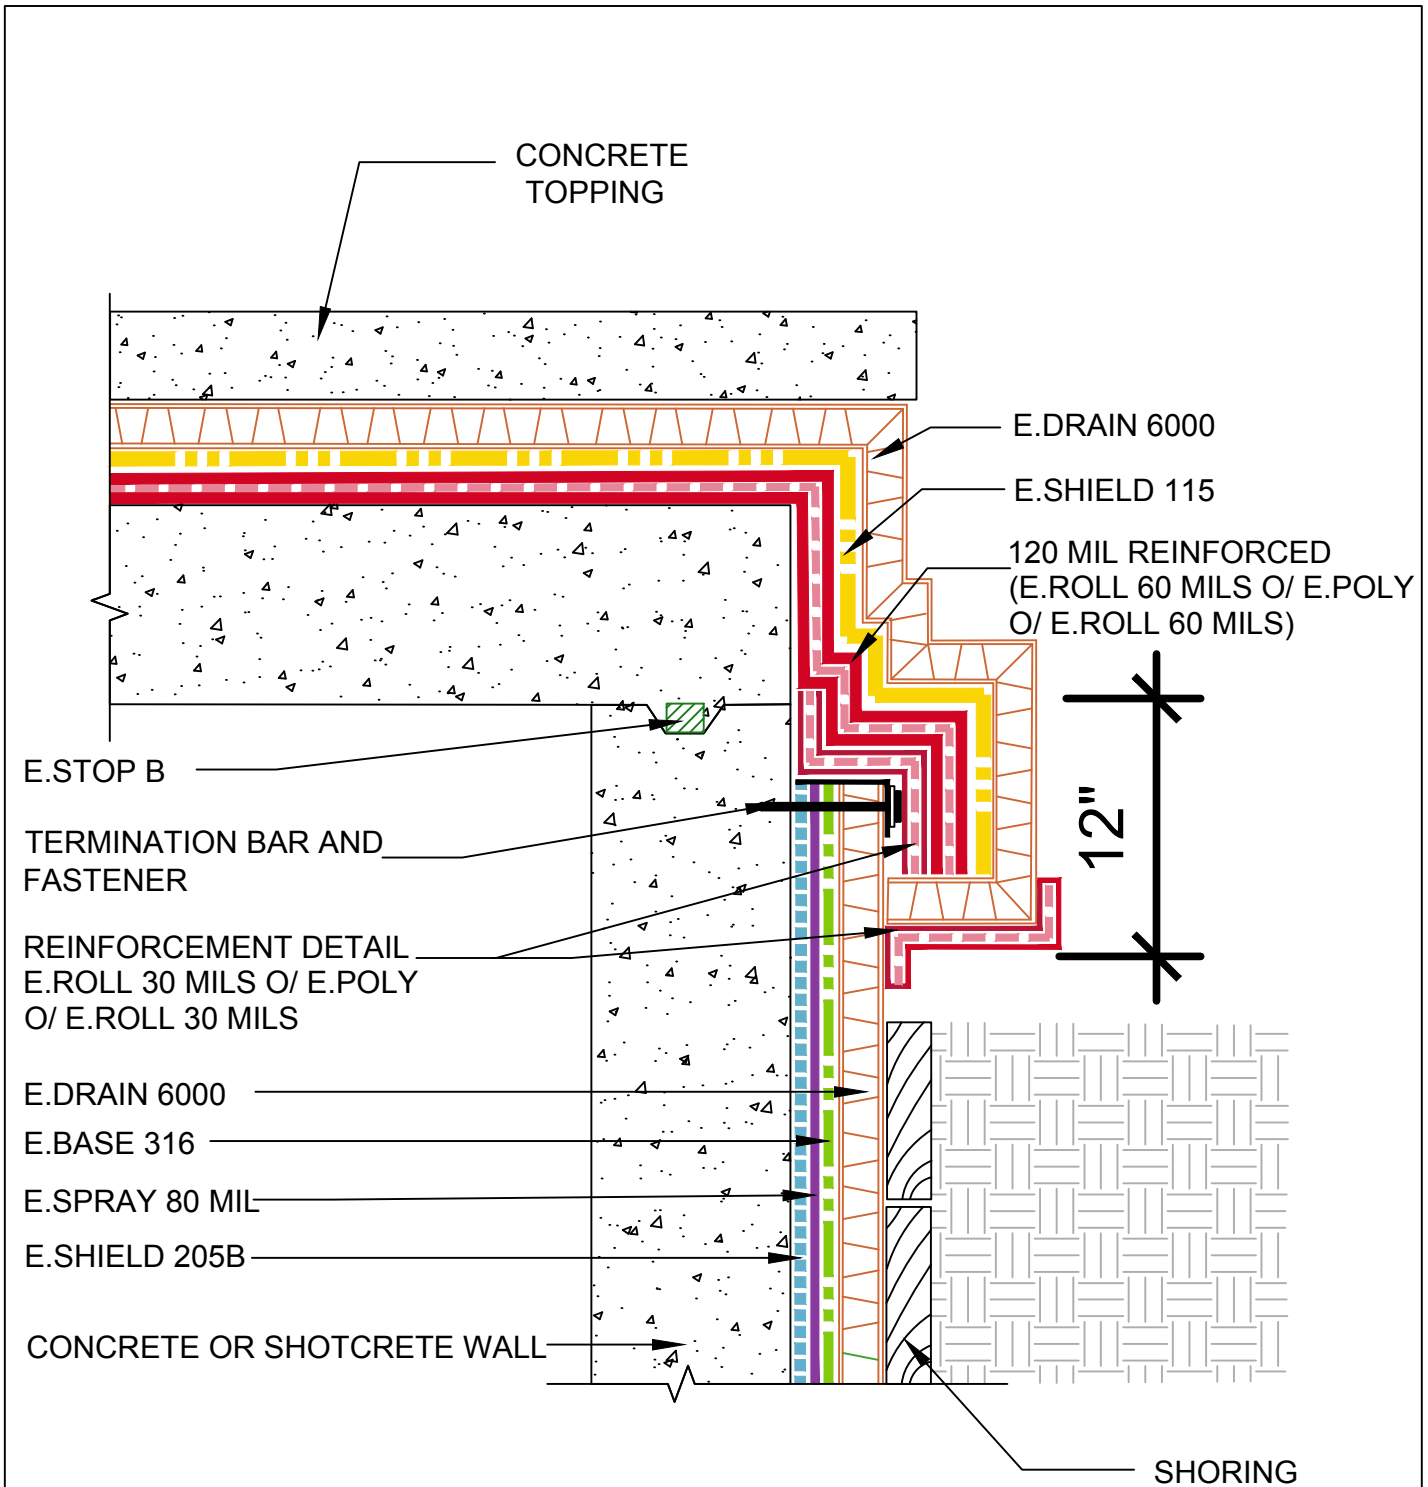 CONCRETE
TOPPING
E.DRAIN 6000
E.SHIELD 115
120 MIL REINFORCED
(E.ROLL 60 MILS O/ E.POLY
O/ E.ROLL 60 MILS)
12"
E.STOP B
TERMINATION BAR AND
FASTENER
REINFORCEMENT DETAIL
E.ROLL 30 MILS O/ E.POLY
O/ E.ROLL 30 MILS
E.DRAIN 6000
E.BASE 316
E.SPRAY 80 MIL
E.SHIELD 205B
CONCRETE OR SHOTCRETE WALL
SHORING